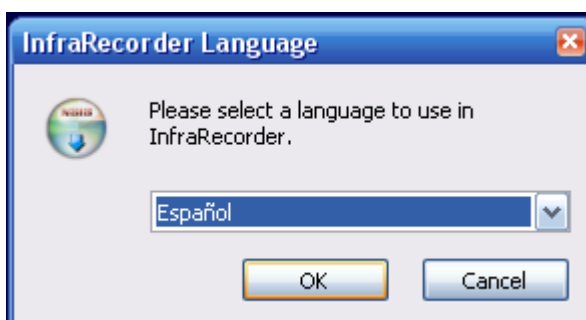 InfraRecorder Language
Please select a language to use in
InfraRecorder.
Español
OK
Cancel